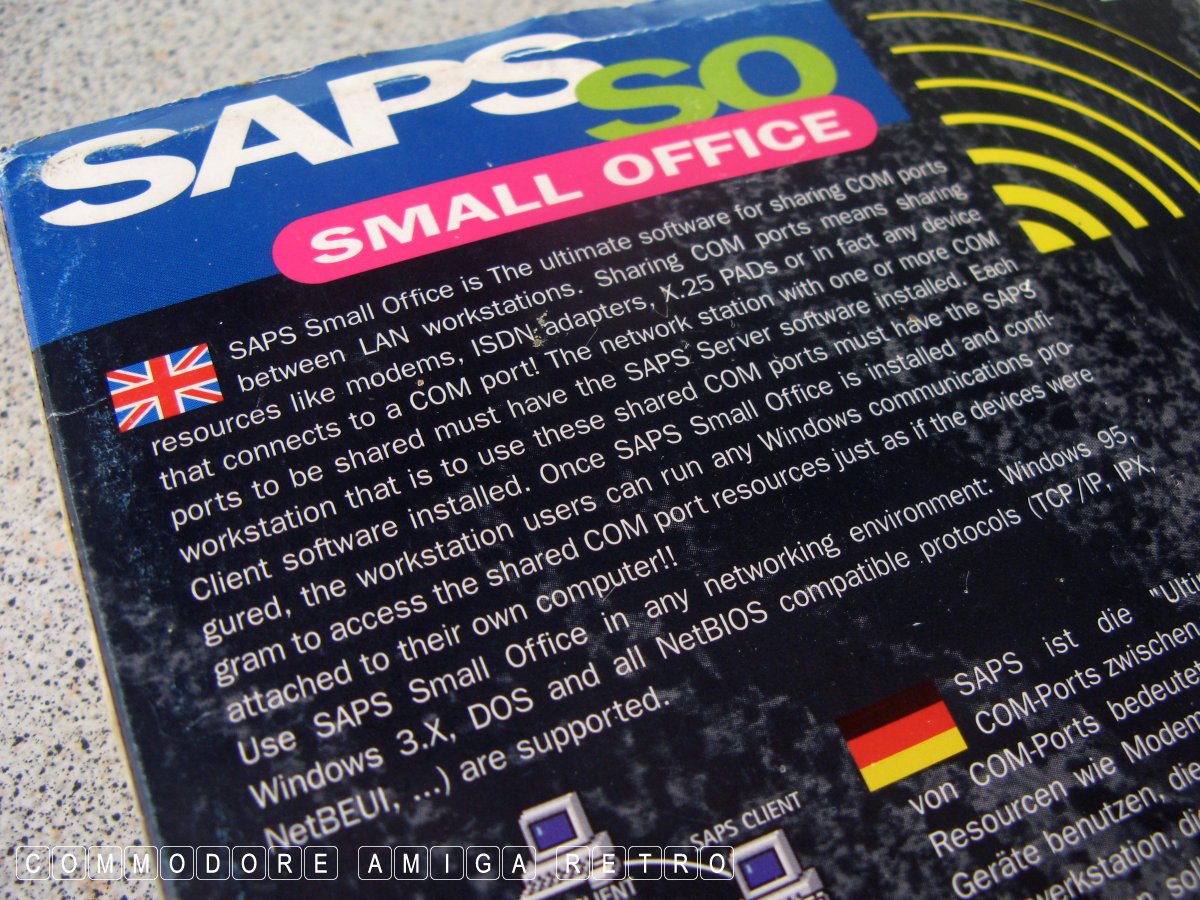 SAPS SO
SMALL OFFICE
SAPS Small Office is The ultimate software for sharing COM ports
between LAN workstations. Sharing COM ports means sharing
resources like modems, ISDN adapters, X.25 PADs or in fact any device
that connects to a COM port! The network station with one or more COM
ports to be shared must have the SAPS Server software installed. Each
workstation that is to use these shared COM ports must have the SAPS
Client software installed. Once SAPS Small Office is installed and confi-
gured, the workstation users can run any Windows communications pro-
gram to access the shared COM port resources just as if the devices were
attached to their own computer!!
Use SAPS Small Office in any networking environment: Windows 95,
Windows 3.X, DOS and all NetBIOS compatible protocols (TCP/IP, IPX,
NetBEUI, ...) are supported.
SAPS ist die "Ulti
COM-Ports zwischen
von COM-Ports bedeute
Resourcen wie Modem
Geräte benutzen, die
werkstation, di
SAPS CLIENT
CLIENT
COMMODORE AMIGA RETRO